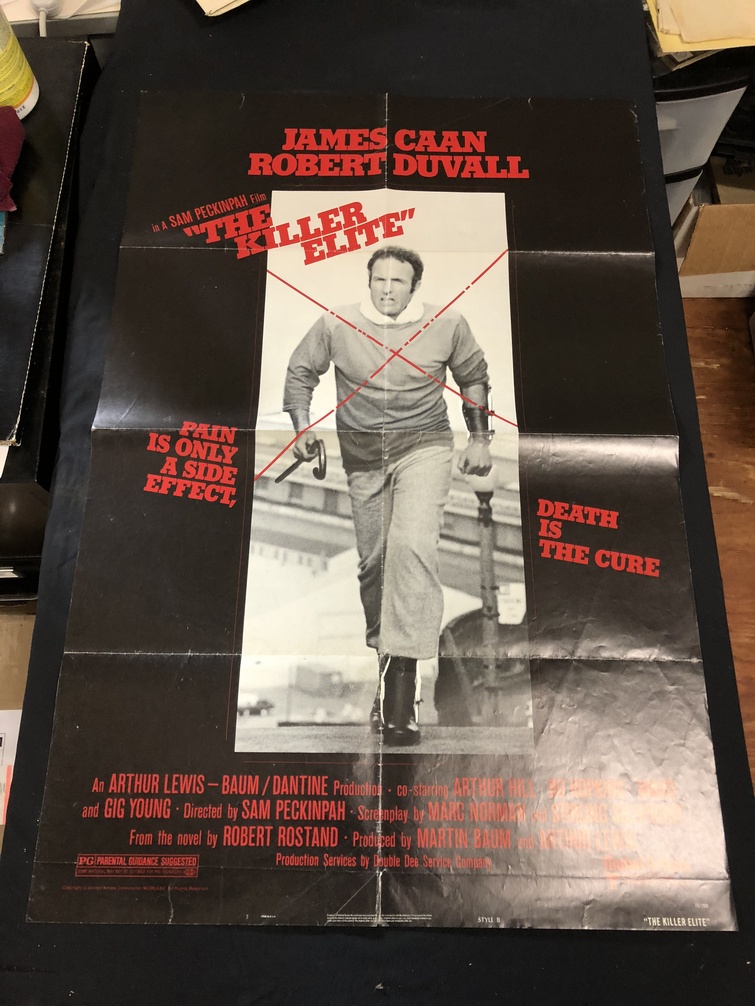 JAMES CAAN
ROBERT DUVALL
in A SAM PECKINPAH Film
"THE
KILLER
ELITE"
PAIN
IS ONLY
A SIDE
EFFECT,
DEATH
IS
THE CURE
An ARTHUR LEWIS – BAUM / DANTINE Production · co-starring ARTHUR HILL
and GIG YOUNG · Directed by SAM PECKINPAH · Screenplay by MARC NORMAN and
From the novel by ROBERT ROSTAND · Produced by MARTIN BAUM and ARTHUR LEWIS
Production Services by Double Dee Service Company
PG PARENTAL GUIDANCE SUGGESTED
STYLE B
"THE KILLER ELITE"